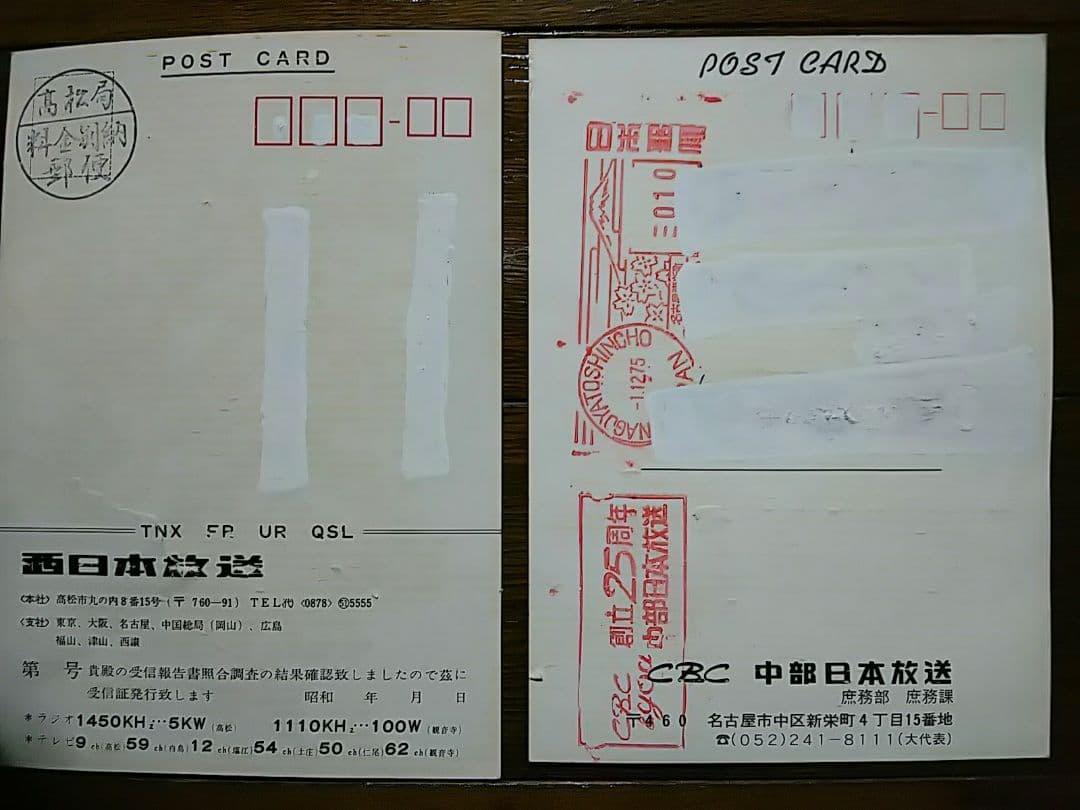 POST CARD
高松局
料金別納
郵便
TNX FR UR QSL
西日本放送
〈本社〉高松市丸の内8番15号(〒 760-91) TEL代〈0878〉㊿5555
〈支社〉東京、大阪、名古屋、中国総局(岡山)、広島
福山、津山、西讃
第 号 貴殿の受信報告書照合調査の結果確認致しましたので茲に
受信証発行致します 昭和 年 月 日
*ラジオ1450KHz…5KW(高松) 1110KHz…100W(観音寺)
*テレビ9ch(高松)59ch(白鳥)12ch(塩江)54ch(土庄)50ch(仁尾)62ch(観音寺)
POST CARD
日本郵便
010
NAGOYATOSHINCHO
-1.1275
PAN
創立25周年
CBC 中部日本放送
CBC 中部日本放送
庶務部 庶務課
〒460 名古屋市中区新栄町4丁目15番地
☎(052)241-8111(大代表)